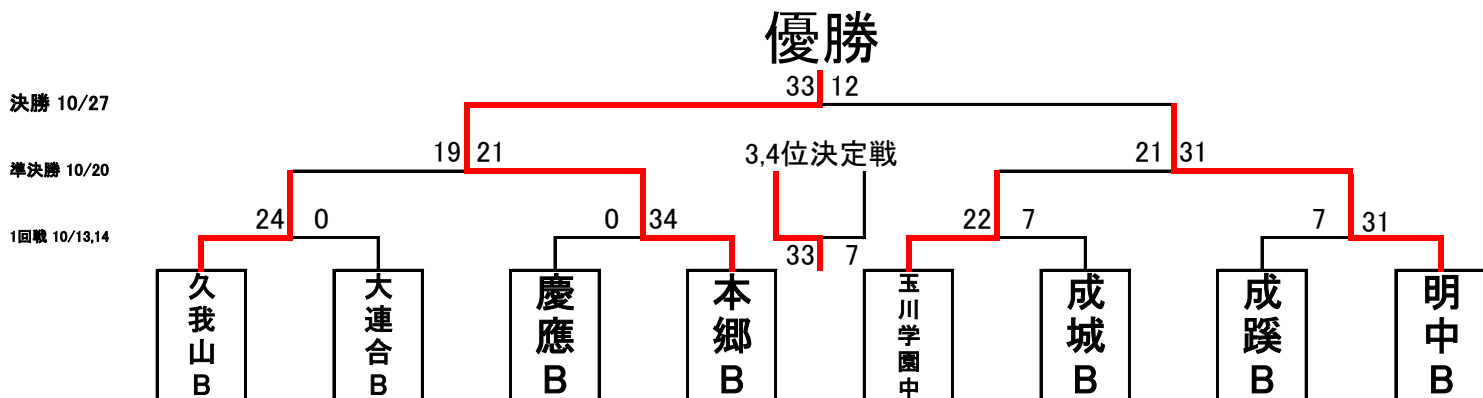 優勝
33 12
決勝 10/27
19 21
3,4位決定戦
21 31
準決勝 10/20
24 0
0 34
22 7
7 31
1回戦 10/13,14
33 7
久我山B
大連合B
慶應B
本郷B
玉川学園中
成城B
成蹊B
明中B